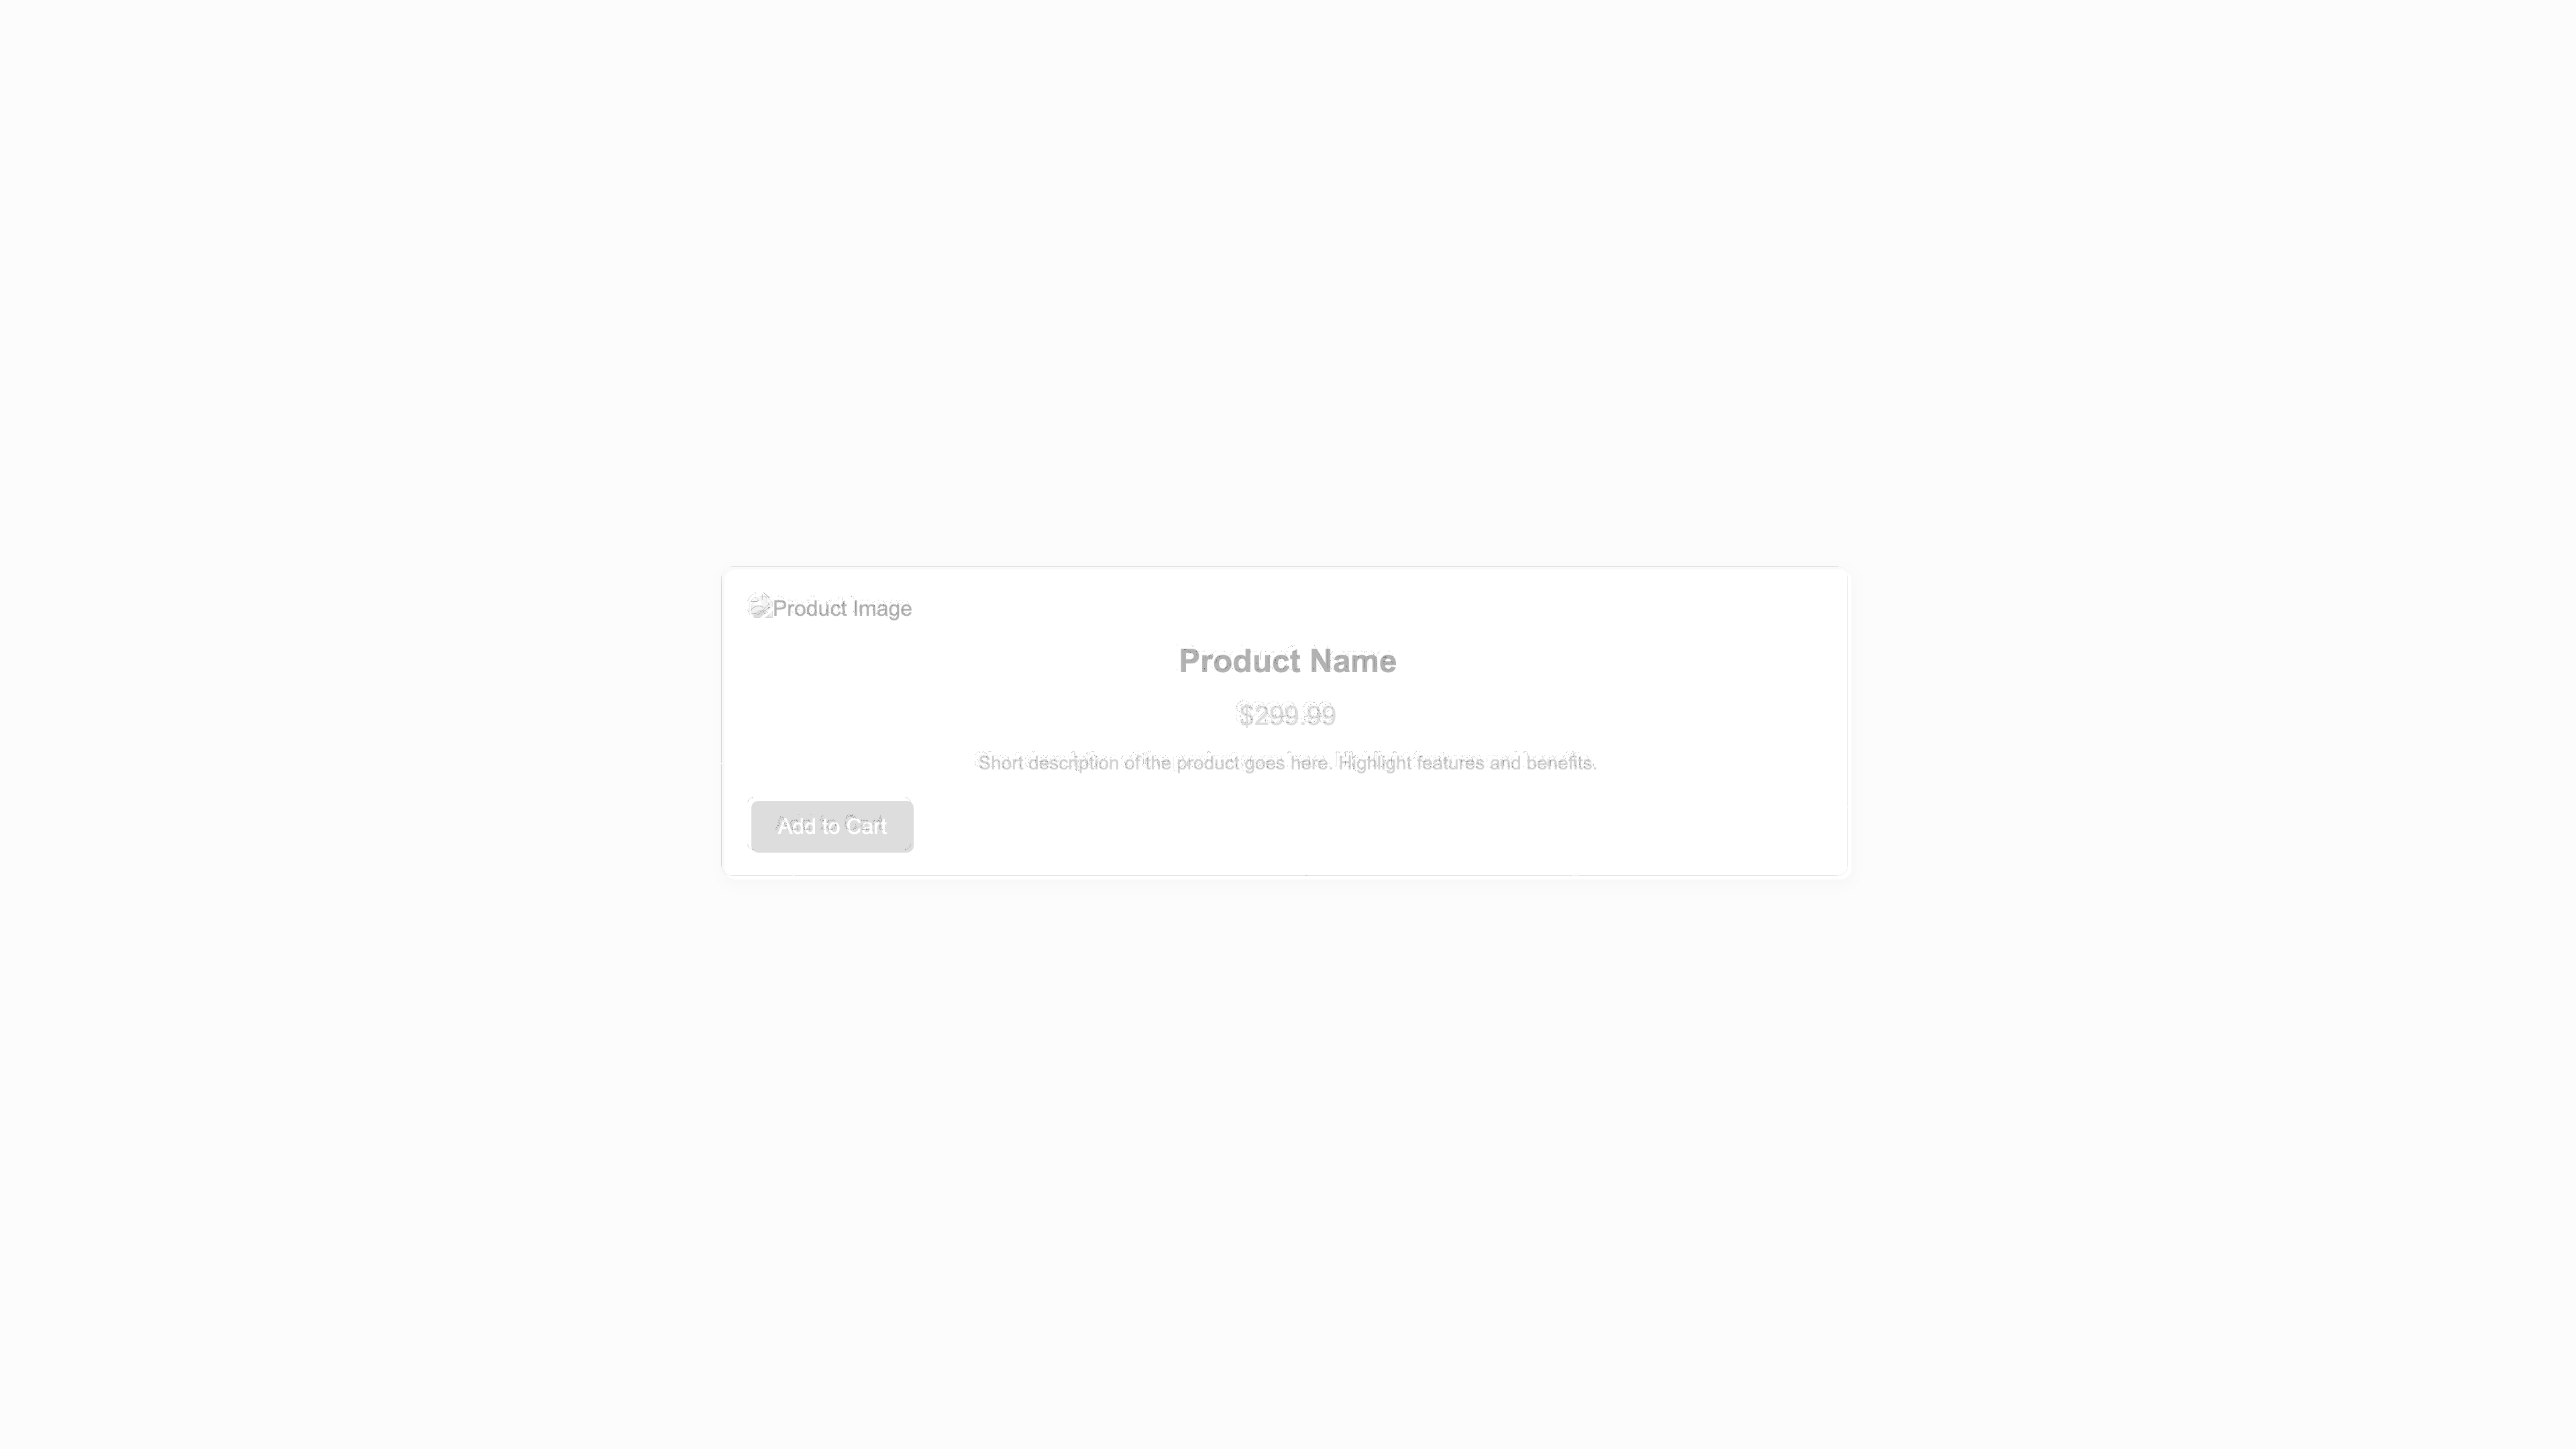 Product Image
Product Name
$299.99
Short description of the product goes here. Highlight features and benefits.
Add to Cart